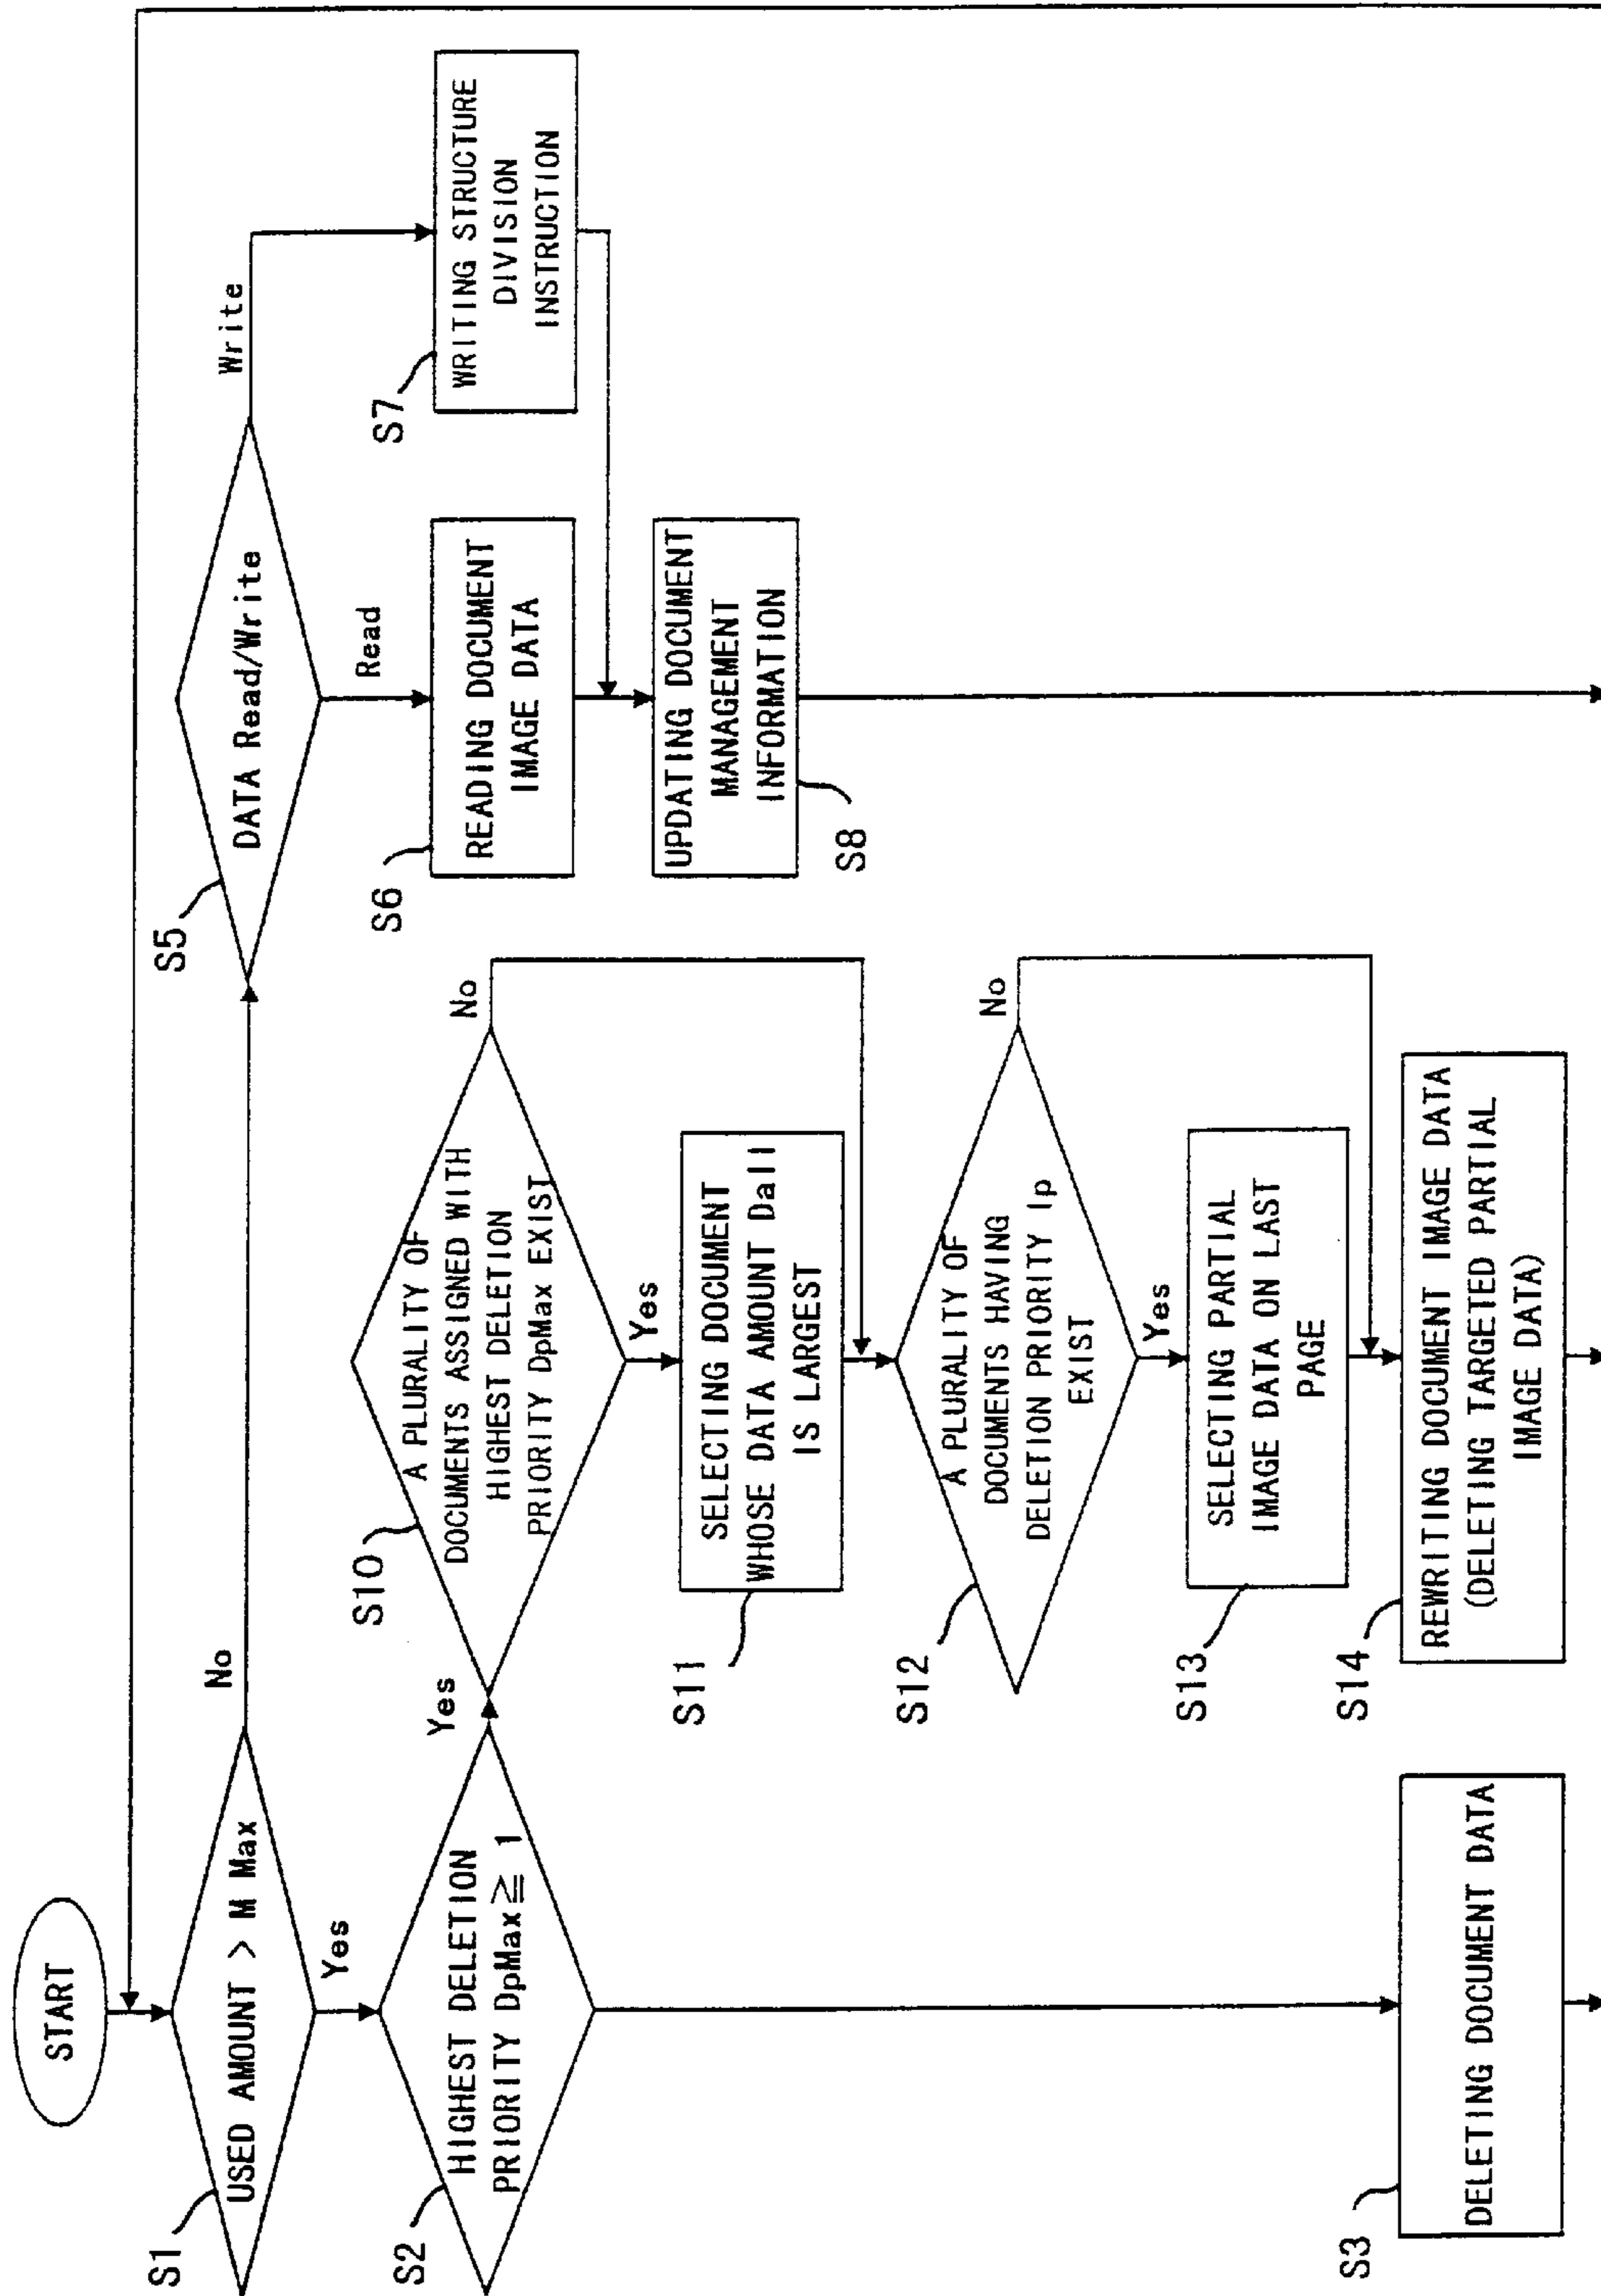 START
S1
USED AMOUNT > M Max
No
Yes
S2
HIGHEST DELETION
PRIORITY DpMax ≧ 1
Yes
S3
DELETING DOCUMENT DATA
S5
DATA Read/Write
Write
Read
S6
READING DOCUMENT
IMAGE DATA
S7
WRITING STRUCTURE
DIVISION
INSTRUCTION
UPDATING DOCUMENT
MANAGEMENT
INFORMATION
S8
S10
A PLURALITY OF
DOCUMENTS ASSIGNED WITH
HIGHEST DELETION
PRIORITY DpMax EXIST
No
Yes
S11
SELECTING DOCUMENT
WHOSE DATA AMOUNT Dall
IS LARGEST
S12
A PLURALITY OF
DOCUMENTS HAVING
DELETION PRIORITY Ip
EXIST
No
Yes
S13
SELECTING PARTIAL
IMAGE DATA ON LAST
PAGE
S14
REWRITING DOCUMENT IMAGE DATA
(DELETING TARGETED PARTIAL
IMAGE DATA)